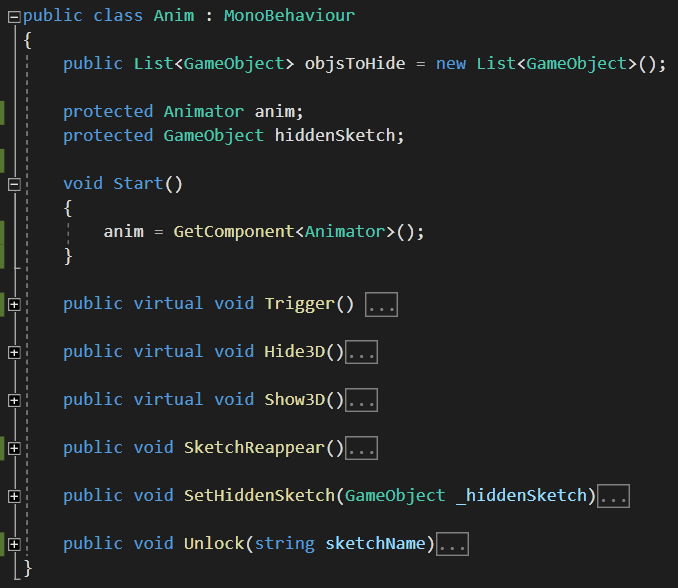 public class Anim : MonoBehaviour
{
    public List<GameObject> objsToHide = new List<GameObject>();
    protected Animator anim;
    protected GameObject hiddenSketch;
    void Start()
    {
        anim = GetComponent<Animator>();
    }
    public virtual void Trigger() ...
    public virtual void Hide3D()...
    public virtual void Show3D()...
    public void SketchReappear()...
    public void SetHiddenSketch(GameObject _hiddenSketch)...
    public void Unlock(string sketchName)...
}